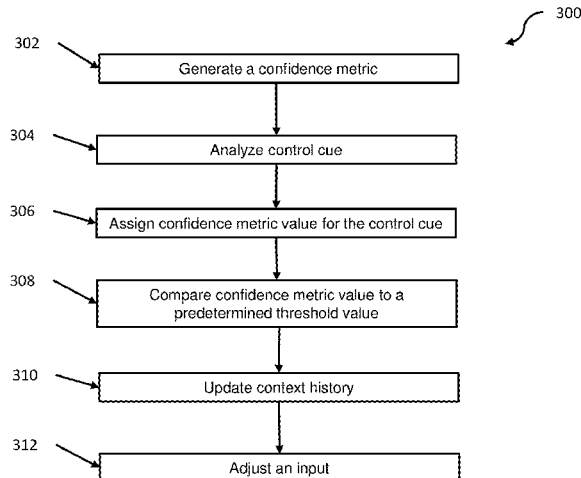 300
302
Generate a confidence metric
304
Analyze control cue
306
Assign confidence metric value for the control cue
308
Compare confidence metric value to a
predetermined threshold value
310
Update context history
312
Adjust an input